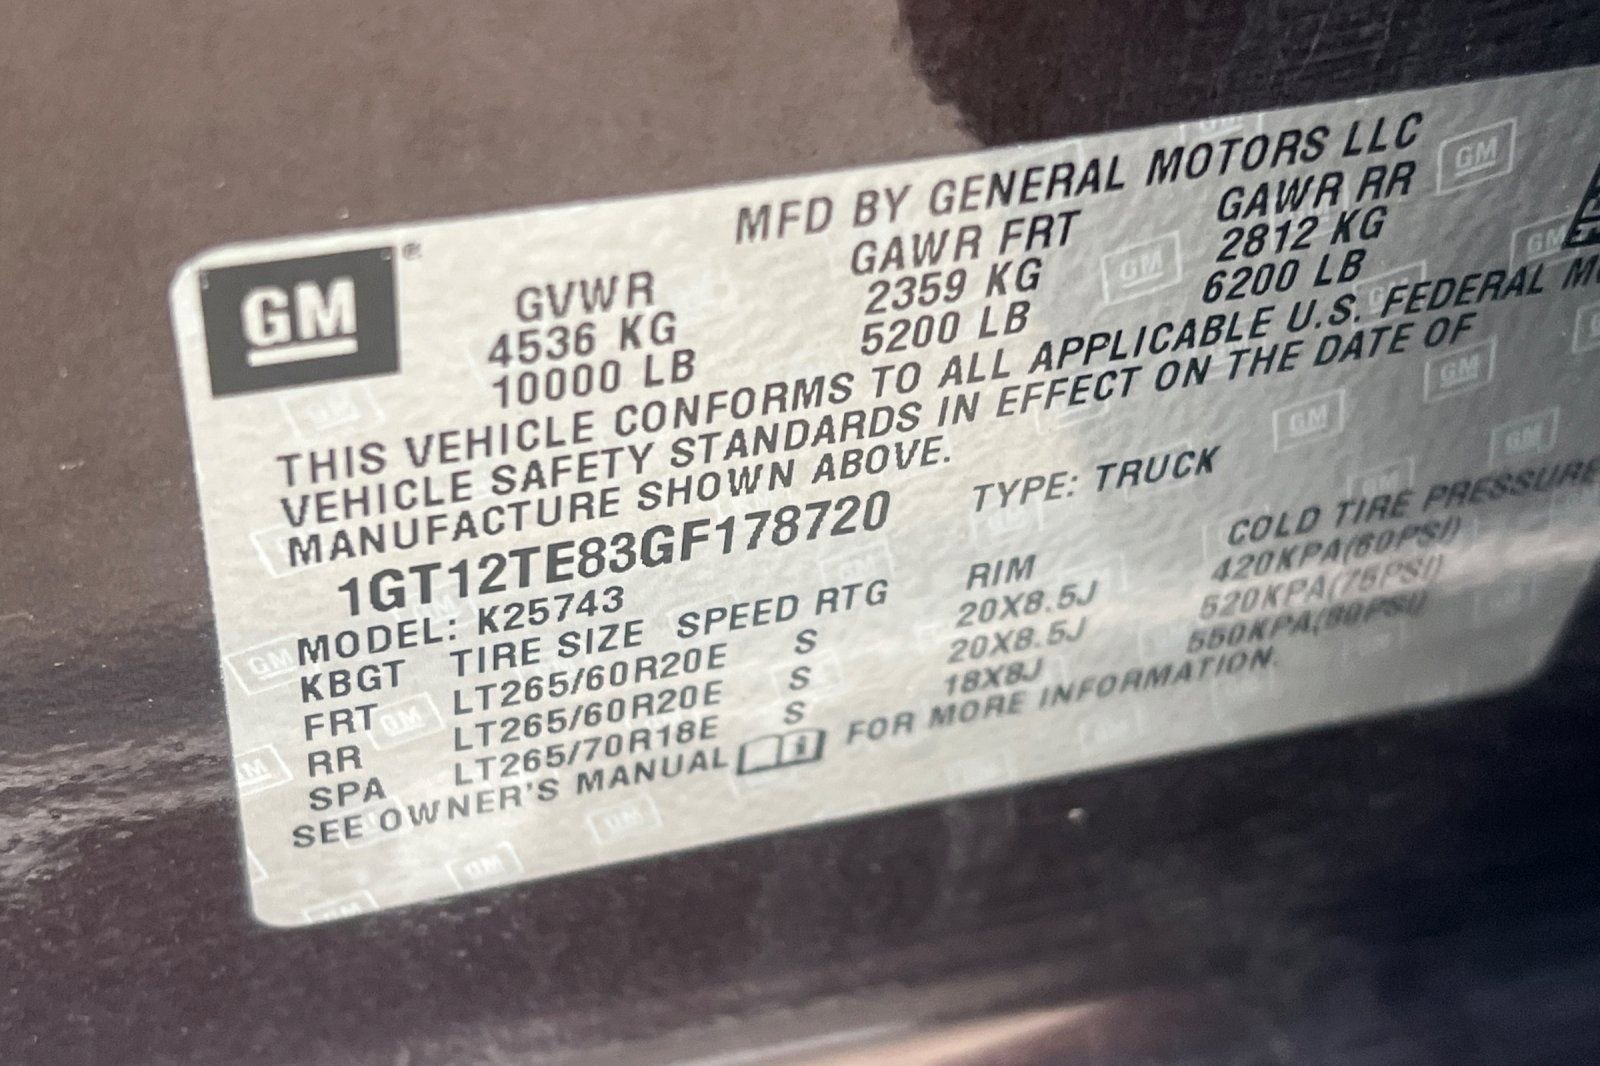 GM®
MFD BY GENERAL MOTORS LLC
GVWR GAWR FRT GAWR RR
4536 KG 2359 KG 2812 KG
10000 LB 5200 LB 6200 LB
THIS VEHICLE CONFORMS TO ALL APPLICABLE U.S. FEDERAL
VEHICLE SAFETY STANDARDS IN EFFECT ON THE DATE OF
MANUFACTURE SHOWN ABOVE.
1GT12TE83GF178720 TYPE: TRUCK
MODEL: K25743
KBGT TIRE SIZE SPEED RTG RIM COLD TIRE PRESSURE
FRT LT265/60R20E S 20X8.5J 420KPA(60PSI)
RR LT265/60R20E S 20X8.5J 520KPA(75PSI)
SPA LT265/70R18E S 18X8J 550KPA(80PSI)
SEE OWNER'S MANUAL FOR MORE INFORMATION.